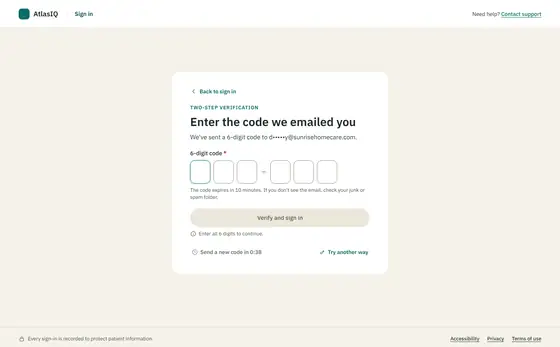 AtlasIQ
Sign in
Need help? Contact support
Back to sign in
TWO-STEP VERIFICATION
Enter the code we emailed you
We've sent a 6-digit code to d•••••y@sunrisehomecare.com.
6-digit code *
–
The code expires in 10 minutes. If you don't see the email, check your junk or
spam folder.
Verify and sign in
Enter all 6 digits to continue.
Send a new code in 0:38
Try another way
Every sign-in is recorded to protect patient information.
Accessibility
Privacy
Terms of use